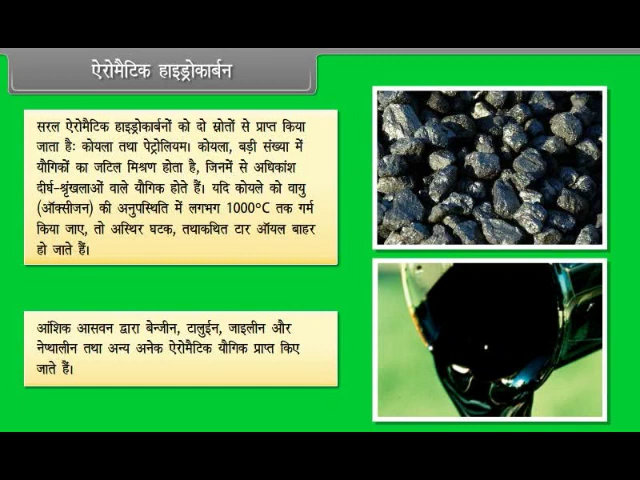 ऐरोमैटिक हाइड्रोकार्बन
सरल ऐरोमैटिक हाइड्रोकार्बनों को दो स्रोतों से प्राप्त किया
जाता हैः कोयला तथा पेट्रोलियम। कोयला, बड़ी संख्या में
यौगिकों का जटिल मिश्रण होता है, जिनमें से अधिकांश
दीर्घ-श्रृंखलाओं वाले यौगिक होते हैं। यदि कोयले को वायु
(ऑक्सीजन) की अनुपस्थिति में लगभग 1000°C तक गर्म
किया जाए, तो अस्थिर घटक, तथाकथित टार ऑयल बाहर
हो जाते हैं।
आंशिक आसवन द्वारा बेन्जीन, टालुईन, जाइलीन और
नेप्थालीन तथा अन्य अनेक ऐरोमैटिक यौगिक प्राप्त किए
जाते हैं।